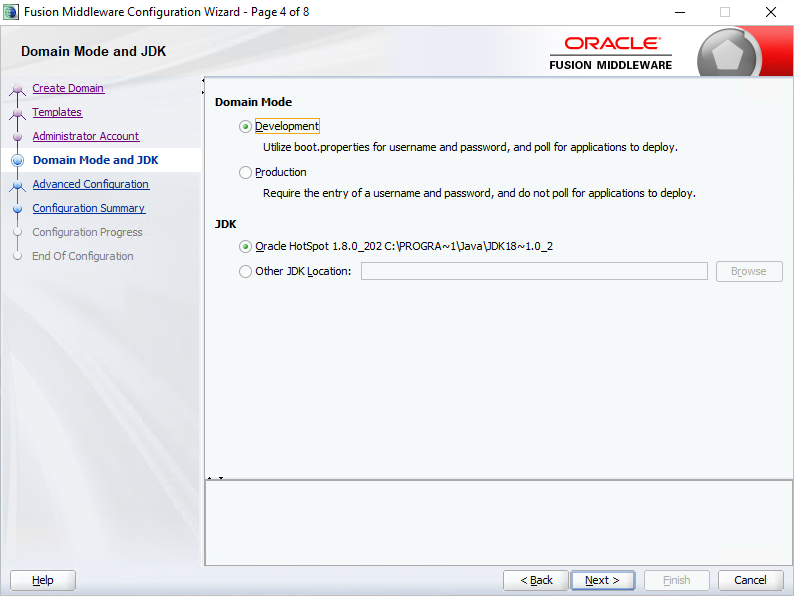 Fusion Middleware Configuration Wizard - Page 4 of 8
Domain Mode and JDK
ORACLE
FUSION MIDDLEWARE
Create Domain
Templates
Administrator Account
Domain Mode and JDK
Advanced Configuration
Configuration Summary
Configuration Progress
End Of Configuration
Domain Mode
Development
Utilize boot.properties for username and password, and poll for applications to deploy.
Production
Require the entry of a username and password, and do not poll for applications to deploy.
JDK
Oracle HotSpot 1.8.0_202 C:\PROGRA~1\Java\JDK18~1.0_2
Other JDK Location:
Browse
Help
< Back
Next >
Finish
Cancel